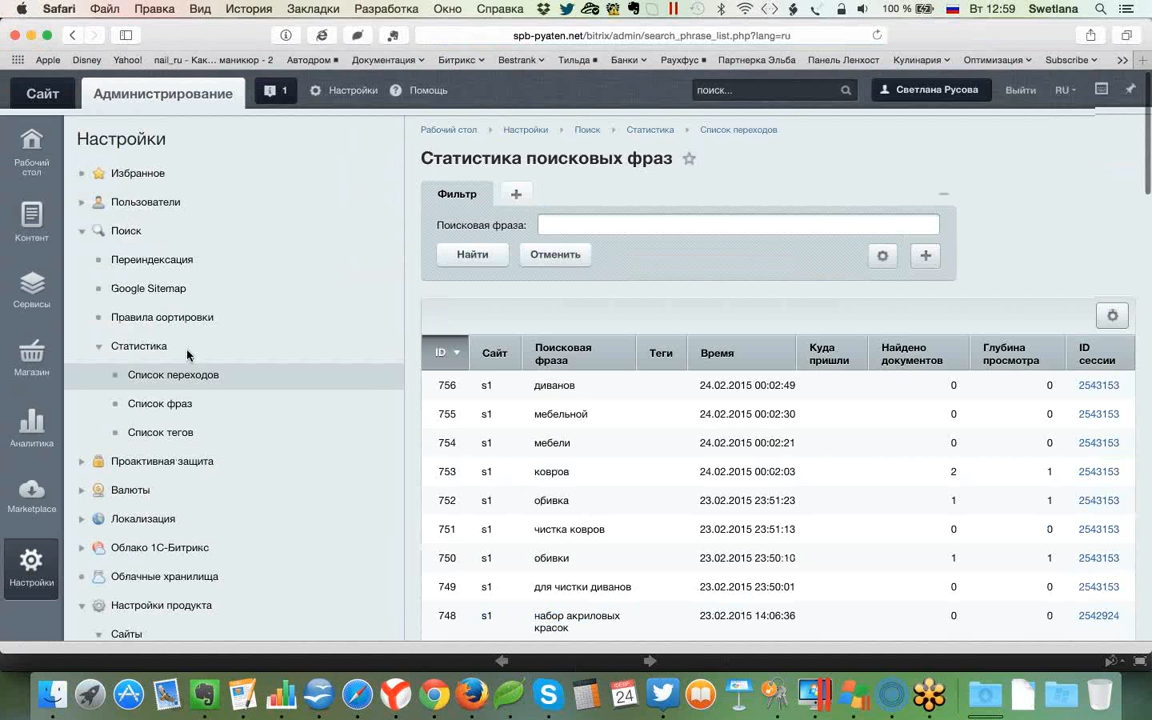 Safari Файл Правка Вид История Закладки Разработка Окно Справка 100 % Вт 12:59 Swetlana
spb-pyaten.net/bitrix/admin/search_phrase_list.php?lang=ru
Apple Disney Yahoo! nail_ru - Как... маникюр - 2 Автодром Документация Битрикс Bestrank Тильда Банки Раухфус Партнерка Эльба Панель Ленхост Кулинария Оптимизация Subscribe
Сайт Администрирование 1 Настройки Помощь поиск... Светлана Русова Выйти RU
Рабочий стол
Контент
Сервисы
Магазин
Аналитика
Marketplace
Настройки
Настройки
Избранное
Пользователи
Поиск
Переиндексация
Google Sitemap
Правила сортировки
Статистика
Список переходов
Список фраз
Список тегов
Проактивная защита
Валюты
Локализация
Облако 1С-Битрикс
Облачные хранилища
Настройки продукта
Сайты
Рабочий стол Настройки Поиск Статистика Список переходов
Статистика поисковых фраз
Фильтр +
Поисковая фраза:
Найти Отменить
ID Сайт Поисковая фраза Теги Время Куда пришли Найдено документов Глубина просмотра ID сессии
756 s1 диванов 24.02.2015 00:02:49 0 0 2543153
755 s1 мебельной 24.02.2015 00:02:30 0 0 2543153
754 s1 мебели 24.02.2015 00:02:21 0 0 2543153
753 s1 ковров 24.02.2015 00:02:03 2 1 2543153
752 s1 обивка 23.02.2015 23:51:23 1 1 2543153
751 s1 чистка ковров 23.02.2015 23:51:13 0 0 2543153
750 s1 обивки 23.02.2015 23:50:10 1 1 2543153
749 s1 для чистки диванов 23.02.2015 23:50:01 0 0 2543153
748 s1 набор акриловых красок 23.02.2015 14:06:36 0 0 2542924
24